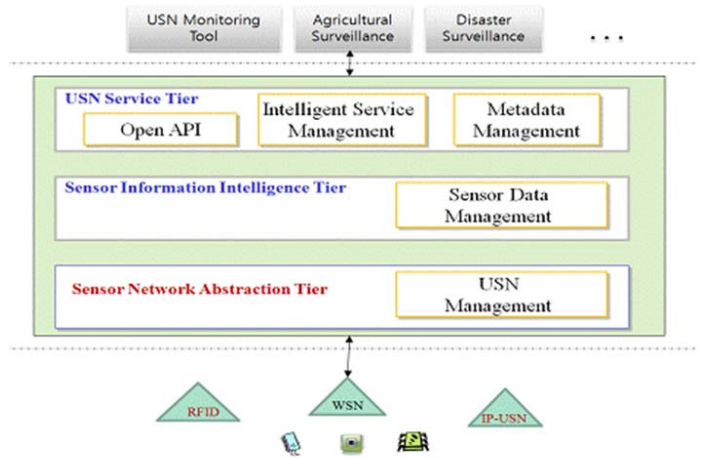 USN Monitoring
Tool
Agricultural
Surveillance
Disaster
Surveillance
...
USN Service Tier
Open API
Intelligent Service
Management
Metadata
Management
Sensor Information Intelligence Tier
Sensor Data
Management
Sensor Network Abstraction Tier
USN
Management
RFID
WSN
IP-USN